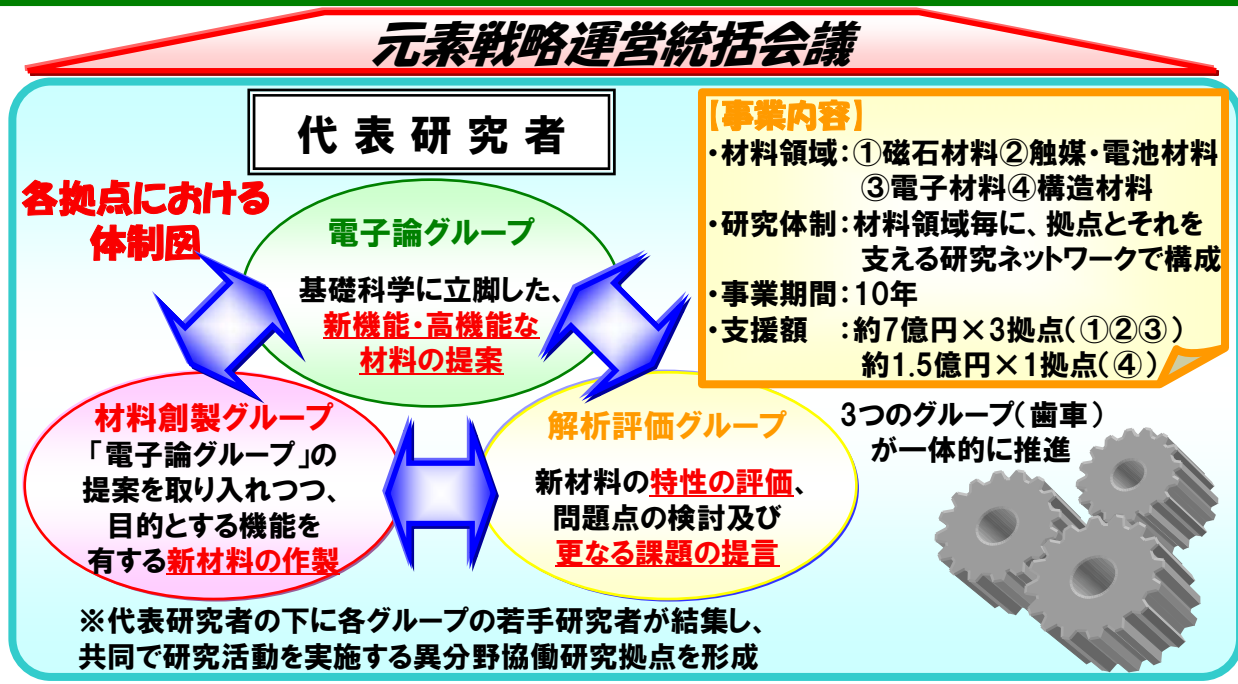 元素戦略運営統括会議
代表研究者
各拠点における
体制図
電子論グループ
基礎科学に立脚した、
新機能・高機能な
材料の提案
材料創製グループ
「電子論グループ」の
提案を取り入れつつ、
目的とする機能を
有する新材料の作製
解析評価グループ
新材料の特性の評価、
問題点の検討及び
更なる課題の提言
【事業内容】
・材料領域：①磁石材料②触媒・電池材料
③電子材料④構造材料
・研究体制：材料領域毎に、拠点とそれを
支える研究ネットワークで構成
・事業期間：10年
・支援額　：約7億円×3拠点（①②③）
約1.5億円×1拠点（④）
3つのグループ（歯車）
が一体的に推進
※代表研究者の下に各グループの若手研究者が結集し、
共同で研究活動を実施する異分野協働研究拠点を形成